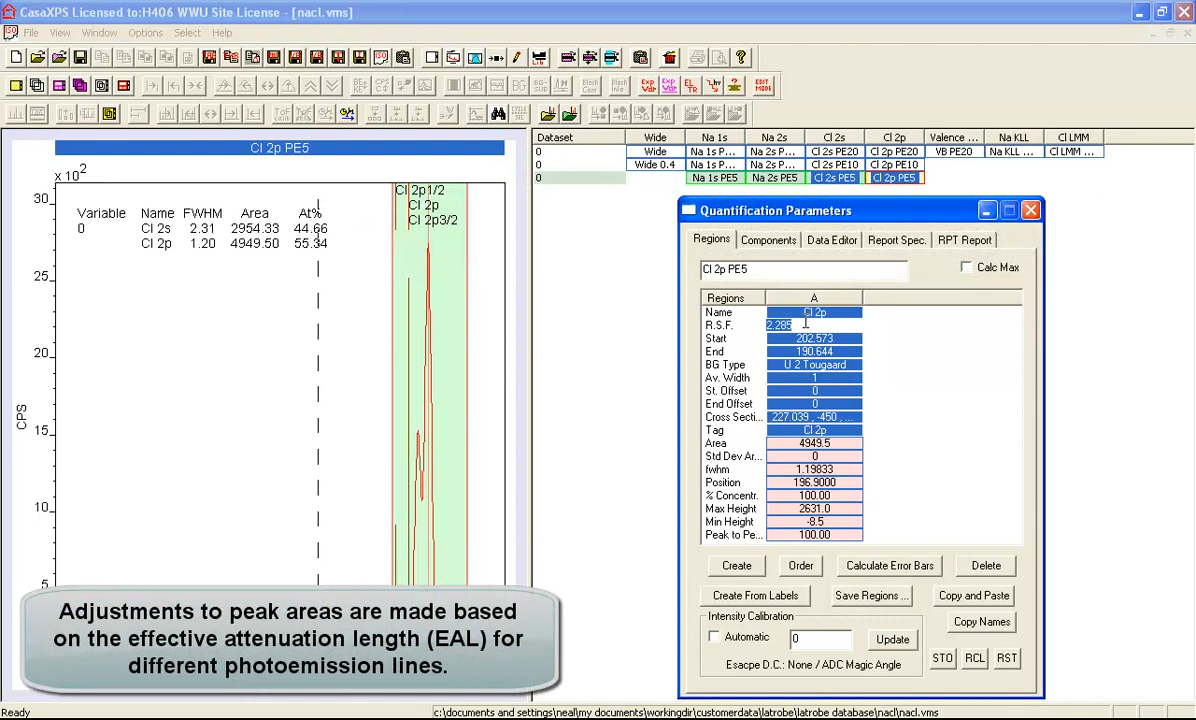 CasaXPS Licensed to:H406 WWU Site License - [nacl.vms]
File View Window Options Select Help
Cl 2p PE5
x 10²
30
25
20
15
10
5
CPS
Variable Name FWHM Area At%
0 Cl 2s 2.31 2954.33 44.66
Cl 2p 1.20 4949.50 55.34
Cl 2p1/2
Cl 2p
Cl 2p3/2
Dataset Wide Na 1s Na 2s Cl 2s Cl 2p Valence ... Na KLL Cl LMM
0 Wide Na 1s P... Na 2s P... Cl 2s PE20 Cl 2p PE20 VB PE20 Na KLL ... Cl LMM ...
0 Wide 0.4 Na 1s P... Na 2s P... Cl 2s PE10 Cl 2p PE10
0 Na 1s PE5 Na 2s PE5 Cl 2s PE5 Cl 2p PE5
Quantification Parameters
Regions Components Data Editor Report Spec. RPT Report
Cl 2p PE5
Calc Max
Regions A
Name Cl 2p
R.S.F. 2.285
Start 202.573
End 190.644
BG Type U 2 Tougaard
Av. Width 1
St. Offset 0
End Offset 0
Cross Secti... 227.039 , -450 , ...
Tag Cl 2p
Area 4949.5
Std Dev Ar... 0
fwhm 1.19833
Position 196.9000
% Concentr. 100.00
Max Height 2631.0
Min Height -8.5
Peak to Pe... 100.00
Create Order Calculate Error Bars Delete
Create From Labels Save Regions ... Copy and Paste
Intensity Calibration
Copy Names
Automatic 0 Update
STO RCL RST
Esacpe D.C.: None / ADC Magic Angle
Adjustments to peak areas are made based
on the effective attenuation length (EAL) for
different photoemission lines.
c:\documents and settings\neal\my documents\workingdir\customerdata\latrobe\latrobe database\nacl\nacl.vms